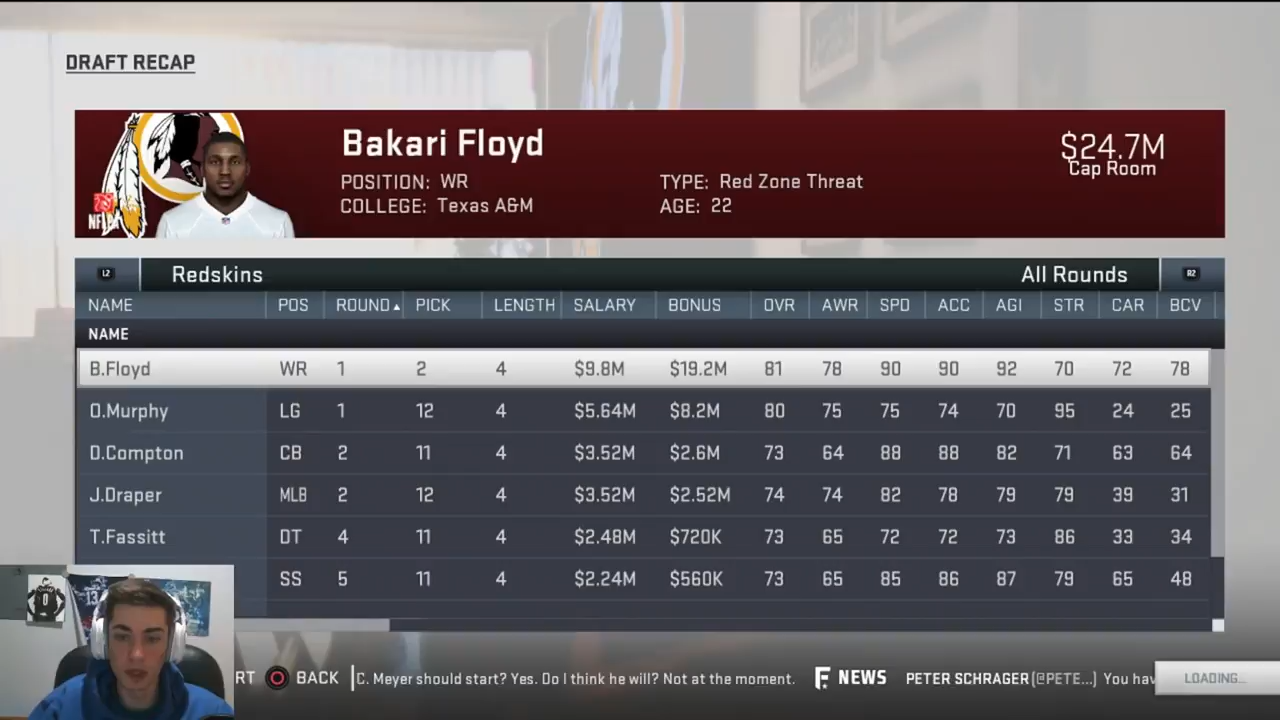 DRAFT RECAP
Bakari Floyd
POSITION: WR
COLLEGE: Texas A&M
TYPE: Red Zone Threat
AGE: 22
$24.7M
Cap Room
L2 Redskins All Rounds R2
NAME POS ROUND PICK LENGTH SALARY BONUS OVR AWR SPD ACC AGI STR CAR BCV
NAME
B.Floyd WR 1 2 4 $9.8M $19.2M 81 78 90 90 92 70 72 78
O.Murphy LG 1 12 4 $5.64M $8.2M 80 75 75 74 70 95 24 25
D.Compton CB 2 11 4 $3.52M $2.6M 73 64 88 88 82 71 63 64
J.Draper MLB 2 12 4 $3.52M $2.52M 74 74 82 78 79 79 39 31
T.Fassitt DT 4 11 4 $2.48M $720K 73 65 72 72 73 86 33 34
SS 5 11 4 $2.24M $560K 73 65 85 86 87 79 65 48
RT BACK C. Meyer should start? Yes. Do I think he will? Not at the moment. NEWS PETER SCHRAGER (@PETE...) You hav LOADING...